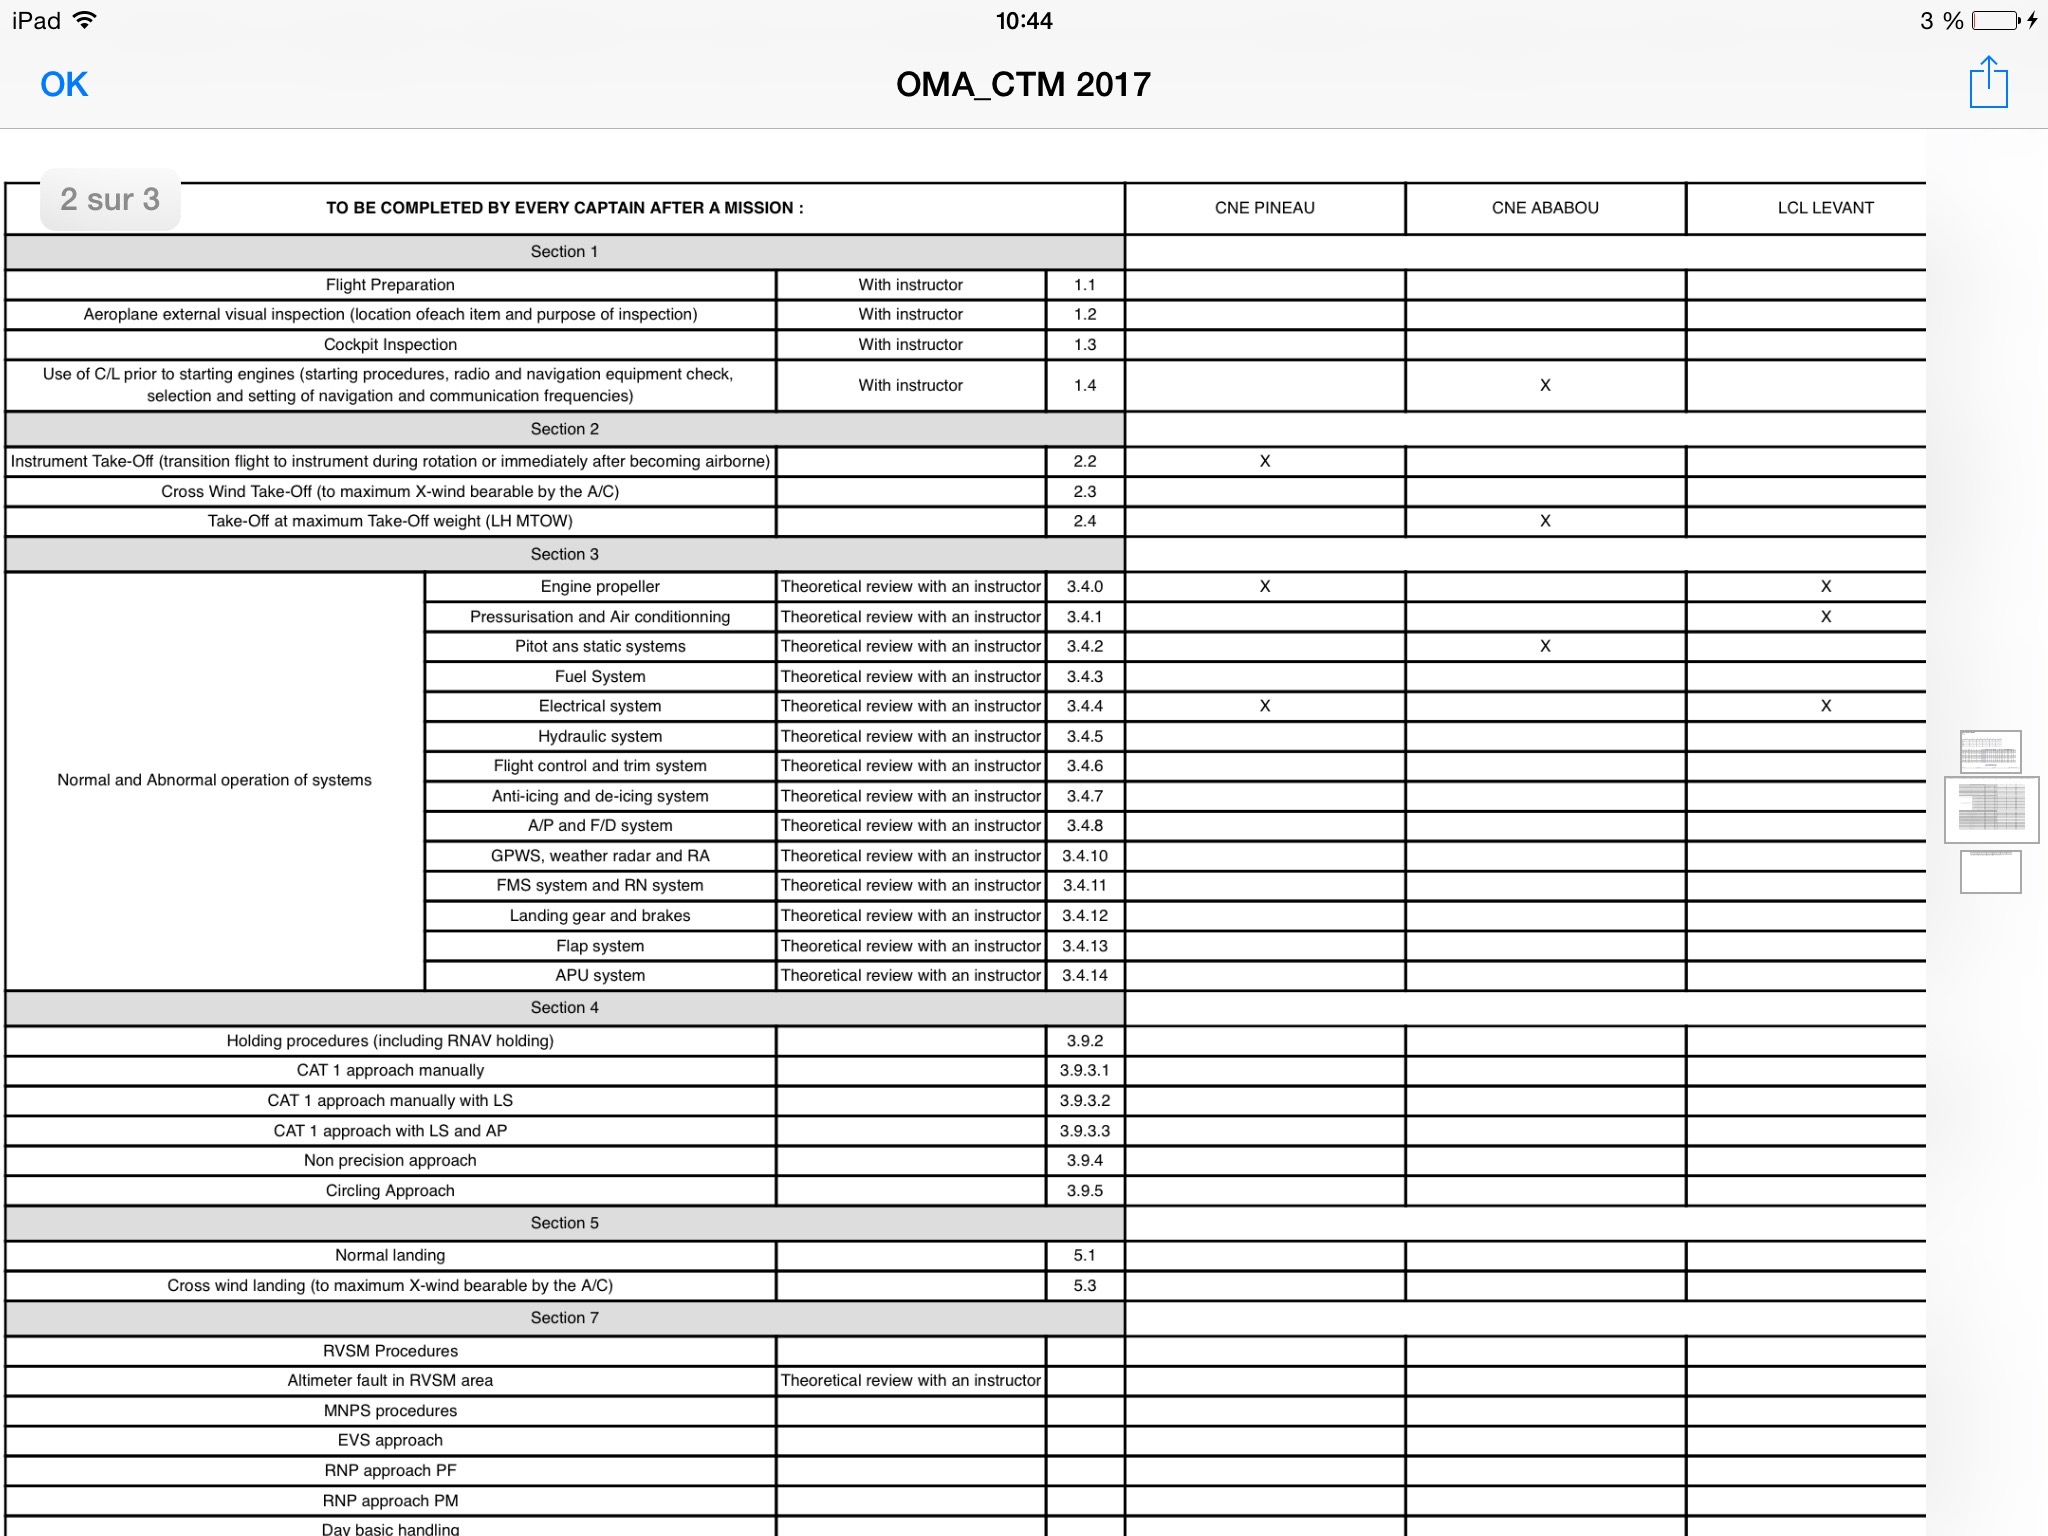 iPad 10:44 3 %
OK OMA_CTM 2017
2 sur 3
TO BE COMPLETED BY EVERY CAPTAIN AFTER A MISSION : CNE PINEAU CNE ABABOU LCL LEVANT
Section 1
Flight Preparation With instructor 1.1
Aeroplane external visual inspection (location ofeach item and purpose of inspection) With instructor 1.2
Cockpit Inspection With instructor 1.3
Use of C/L prior to starting engines (starting procedures, radio and navigation equipment check,
selection and setting of navigation and communication frequencies) With instructor 1.4 X
Section 2
Instrument Take-Off (transition flight to instrument during rotation or immediately after becoming airborne) 2.2 X
Cross Wind Take-Off (to maximum X-wind bearable by the A/C) 2.3
Take-Off at maximum Take-Off weight (LH MTOW) 2.4 X
Section 3
Normal and Abnormal operation of systems
Engine propeller Theoretical review with an instructor 3.4.0 X X
Pressurisation and Air conditionning Theoretical review with an instructor 3.4.1 X
Pitot ans static systems Theoretical review with an instructor 3.4.2 X
Fuel System Theoretical review with an instructor 3.4.3
Electrical system Theoretical review with an instructor 3.4.4 X X
Hydraulic system Theoretical review with an instructor 3.4.5
Flight control and trim system Theoretical review with an instructor 3.4.6
Anti-icing and de-icing system Theoretical review with an instructor 3.4.7
A/P and F/D system Theoretical review with an instructor 3.4.8
GPWS, weather radar and RA Theoretical review with an instructor 3.4.10
FMS system and RN system Theoretical review with an instructor 3.4.11
Landing gear and brakes Theoretical review with an instructor 3.4.12
Flap system Theoretical review with an instructor 3.4.13
APU system Theoretical review with an instructor 3.4.14
Section 4
Holding procedures (including RNAV holding) 3.9.2
CAT 1 approach manually 3.9.3.1
CAT 1 approach manually with LS 3.9.3.2
CAT 1 approach with LS and AP 3.9.3.3
Non precision approach 3.9.4
Circling Approach 3.9.5
Section 5
Normal landing 5.1
Cross wind landing (to maximum X-wind bearable by the A/C) 5.3
Section 7
RVSM Procedures
Altimeter fault in RVSM area Theoretical review with an instructor
MNPS procedures
EVS approach
RNP approach PF
RNP approach PM
Day basic handling